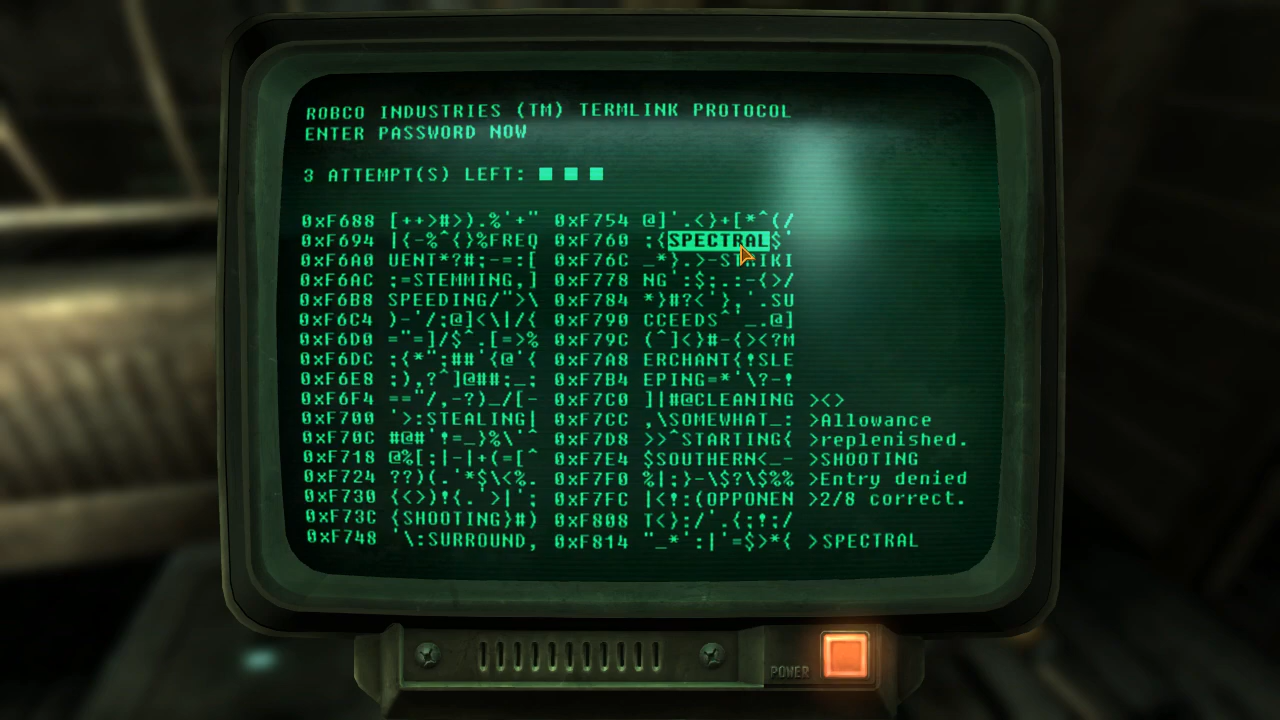 ROBCO INDUSTRIES (TM) TERMLINK PROTOCOL
ENTER PASSWORD NOW
3 ATTEMPT(S) LEFT: ■ ■ ■
0xF688 [++>#>).%'+" 0xF754 @]'.<}+[*^(/
0xF694 |{-%^{}%FREQ 0xF760 :{SPECTRAL$'
0xF6A0 UENT*?#;-=:[ 0xF76C _*}.>-STRIKI
0xF6AC ;=STEMMING,] 0xF778 NG':$;.:-{>/
0xF6B8 SPEEDING/">\ 0xF784 *}#?<'},'.SU
0xF6C4 )-'/;@]<\|/{ 0xF790 CCEEDS^'_.@]
0xF6D0 ="=]/$^.[=>% 0xF79C (^]<}#-{><?M
0xF6DC :{*";##'{@'{ 0xF7A8 ERCHANT{!SLE
0xF6E8 ;),?^]@##;_; 0xF7B4 EPING=*'\?-!
0xF6F4 =="/,-?)_/[- 0xF7C0 ]|#@CLEANING >&lt;>
0xF700 '>:STEALING| 0xF7CC ,\SOMEWHAT_: >Allowance
0xF70C #@#'!=_}%\'^ 0xF7D8 >>^STARTING{ >replenished.
0xF718 @%[;|-|+(=[^ 0xF7E4 $SOUTHERN<_- >SHOOTING
0xF724 ??)(.'*$\<%. 0xF7F0 %|;}-\$?\$%% >Entry denied
0xF730 {<>)!{.'>|'; 0xF7FC |<!:(OPPONEN >2/8 correct.
0xF73C {SHOOTING}#) 0xF808 T<}:/'.{;!;/
0xF748 '\:SURROUND, 0xF814 "_*':|'=$>*{ >SPECTRAL
POWER